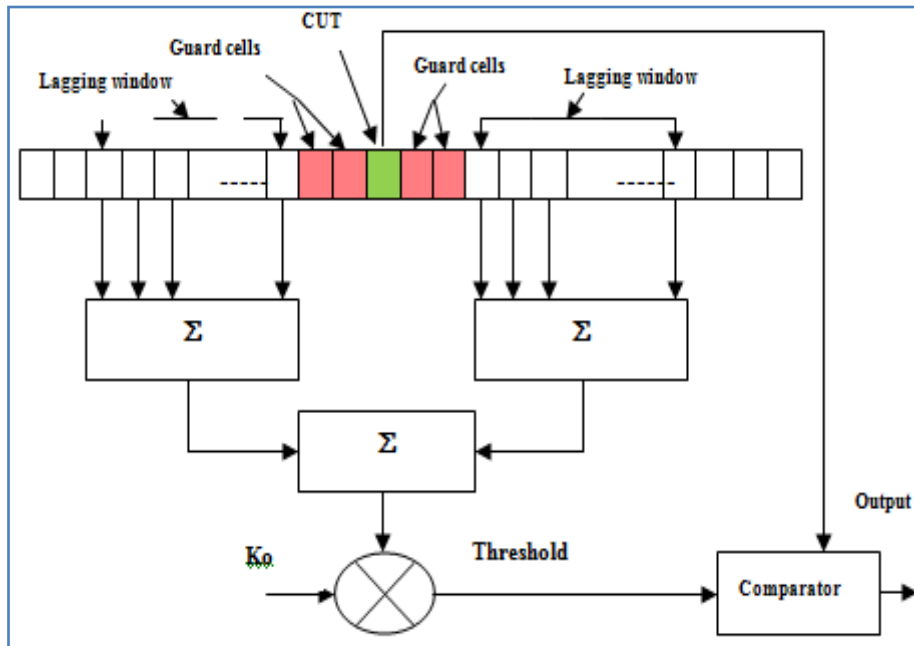 CUT
Guard cells
Guard cells
Lagging window
Lagging window
-----
------
Σ
Σ
Σ
Output
Ko
Threshold
Comparator